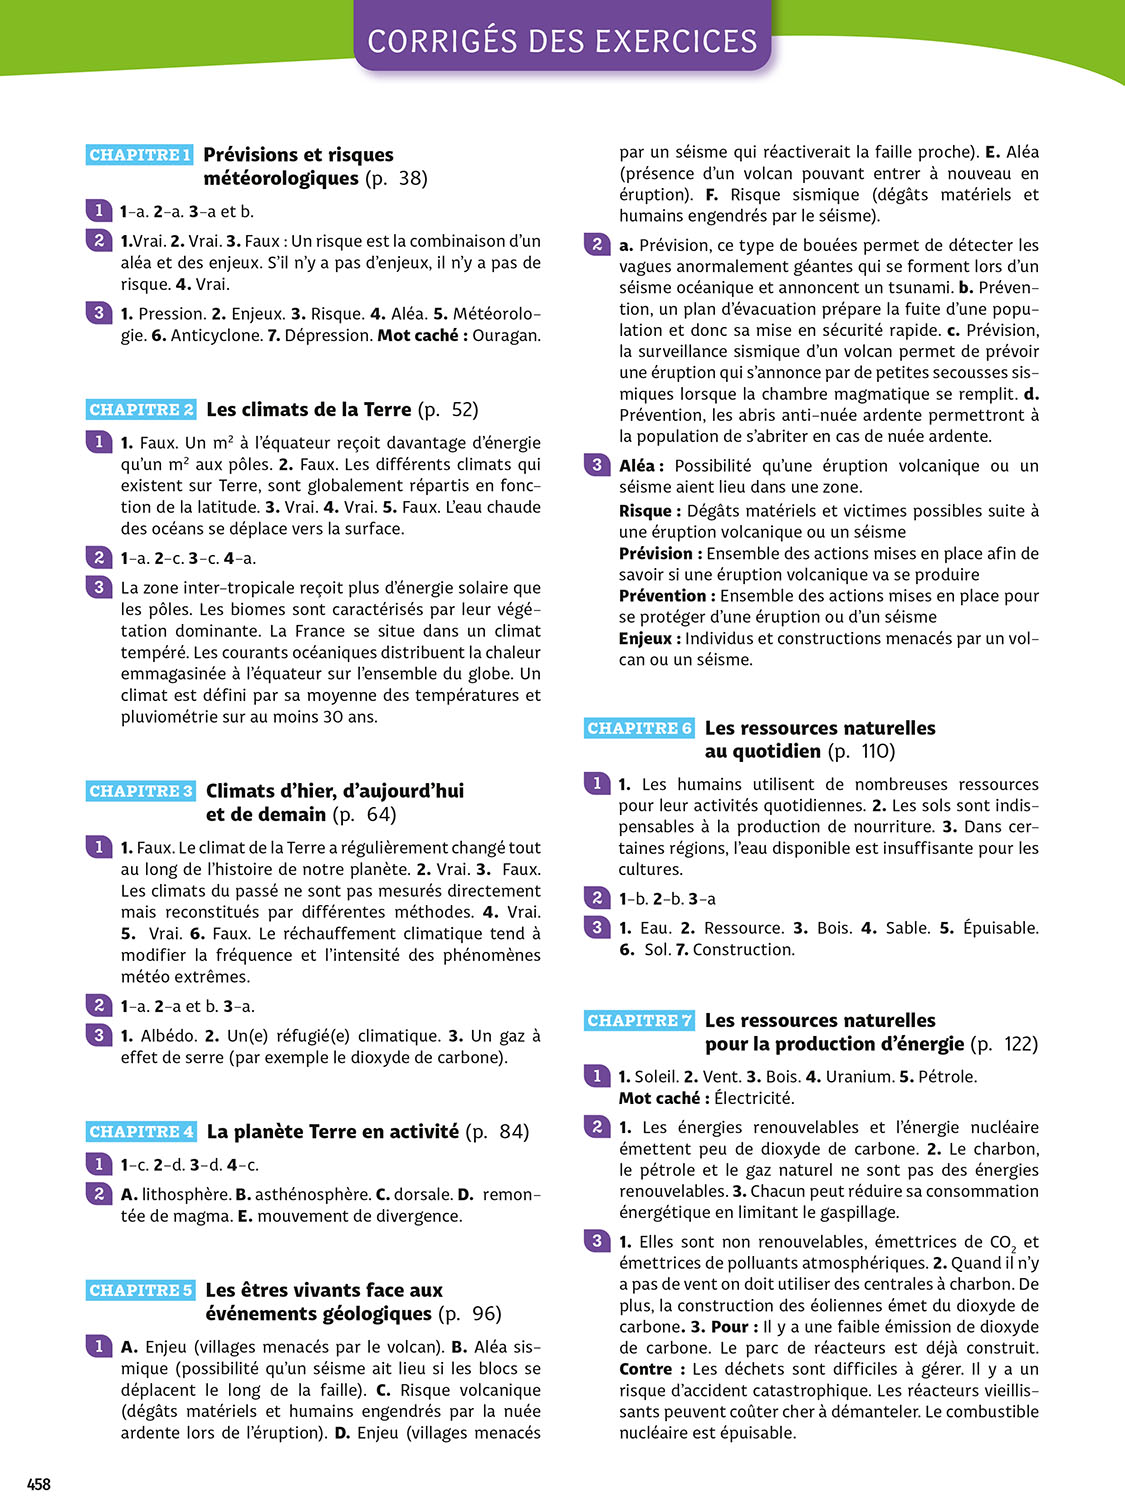 CORRIGÉS DES EXERCICES
CHAPITRE 1 Prévisions et risques
météorologiques (p. 38)
1 1-a. 2-a. 3-a et b.
2 1.Vrai. 2. Vrai. 3. Faux : Un risque est la combinaison d’un
aléa et des enjeux. S’il n’y a pas d’enjeux, il n’y a pas de
risque. 4. Vrai.
3 1. Pression. 2. Enjeux. 3. Risque. 4. Aléa. 5. Météorolo-
gie. 6. Anticyclone. 7. Dépression. Mot caché : Ouragan.
CHAPITRE 2 Les climats de la Terre (p. 52)
1 1. Faux. Un m² à l’équateur reçoit davantage d’énergie
qu’un m² aux pôles. 2. Faux. Les différents climats qui
existent sur Terre, sont globalement répartis en fonc-
tion de la latitude. 3. Vrai. 4. Vrai. 5. Faux. L’eau chaude
des océans se déplace vers la surface.
2 1-a. 2-c. 3-c. 4-a.
3 La zone inter-tropicale reçoit plus d’énergie solaire que
les pôles. Les biomes sont caractérisés par leur végé-
tation dominante. La France se situe dans un climat
tempéré. Les courants océaniques distribuent la chaleur
emmagasinée à l’équateur sur l’ensemble du globe. Un
climat est défini par sa moyenne des températures et
pluviométrie sur au moins 30 ans.
CHAPITRE 3 Climats d’hier, d’aujourd’hui
et de demain (p. 64)
1 1. Faux. Le climat de la Terre a régulièrement changé tout
au long de l’histoire de notre planète. 2. Vrai. 3. Faux.
Les climats du passé ne sont pas mesurés directement
mais reconstitués par différentes méthodes. 4. Vrai.
5. Vrai. 6. Faux. Le réchauffement climatique tend à
modifier la fréquence et l’intensité des phénomènes
météo extrêmes.
2 1-a. 2-a et b. 3-a.
3 1. Albédo. 2. Un(e) réfugié(e) climatique. 3. Un gaz à
effet de serre (par exemple le dioxyde de carbone).
CHAPITRE 4 La planète Terre en activité (p. 84)
1 1-c. 2-d. 3-d. 4-c.
2 A. lithosphère. B. asthénosphère. C. dorsale. D. remon-
tée de magma. E. mouvement de divergence.
CHAPITRE 5 Les êtres vivants face aux
événements géologiques (p. 96)
1 A. Enjeu (villages menacés par le volcan). B. Aléa sis-
mique (possibilité qu’un séisme ait lieu si les blocs se
déplacent le long de la faille). C. Risque volcanique
(dégâts matériels et humains engendrés par la nuée
ardente lors de l’éruption). D. Enjeu (villages menacés
par un séisme qui réactiverait la faille proche). E. Aléa
(présence d’un volcan pouvant entrer à nouveau en
éruption). F. Risque sismique (dégâts matériels et
humains engendrés par le séisme).
2 a. Prévision, ce type de bouées permet de détecter les
vagues anormalement géantes qui se forment lors d’un
séisme océanique et annoncent un tsunami. b. Préven-
tion, un plan d’évacuation prépare la fuite d’une popu-
lation et donc sa mise en sécurité rapide. c. Prévision,
la surveillance sismique d’un volcan permet de prévoir
une éruption qui s’annonce par de petites secousses sis-
miques lorsque la chambre magmatique se remplit. d.
Prévention, les abris anti-nuée ardente permettront à
la population de s’abriter en cas de nuée ardente.
3 Aléa : Possibilité qu’une éruption volcanique ou un
séisme aient lieu dans une zone.
Risque : Dégâts matériels et victimes possibles suite à
une éruption volcanique ou un séisme
Prévision : Ensemble des actions mises en place afin de
savoir si une éruption volcanique va se produire
Prévention : Ensemble des actions mises en place pour
se protéger d’une éruption ou d’un séisme
Enjeux : Individus et constructions menacés par un vol-
can ou un séisme.
CHAPITRE 6 Les ressources naturelles
au quotidien (p. 110)
1 1. Les humains utilisent de nombreuses ressources
pour leur activités quotidiennes. 2. Les sols sont indis-
pensables à la production de nourriture. 3. Dans cer-
taines régions, l’eau disponible est insuffisante pour les
cultures.
2 1-b. 2-b. 3-a
3 1. Eau. 2. Ressource. 3. Bois. 4. Sable. 5. Épuisable.
6. Sol. 7. Construction.
CHAPITRE 7 Les ressources naturelles
pour la production d’énergie (p. 122)
1 1. Soleil. 2. Vent. 3. Bois. 4. Uranium. 5. Pétrole.
Mot caché : Électricité.
2 1. Les énergies renouvelables et l’énergie nucléaire
émettent peu de dioxyde de carbone. 2. Le charbon,
le pétrole et le gaz naturel ne sont pas des énergies
renouvelables. 3. Chacun peut réduire sa consommation
énergétique en limitant le gaspillage.
3 1. Elles sont non renouvelables, émettrices de CO₂ et
émettrices de polluants atmosphériques. 2. Quand il n’y
a pas de vent on doit utiliser des centrales à charbon. De
plus, la construction des éoliennes émet du dioxyde de
carbone. 3. Pour : Il y a une faible émission de dioxyde
de carbone. Le parc de réacteurs est déjà construit.
Contre : Les déchets sont difficiles à gérer. Il y a un
risque d’accident catastrophique. Les réacteurs vieillis-
sants peuvent coûter cher à démanteler. Le combustible
nucléaire est épuisable.
458